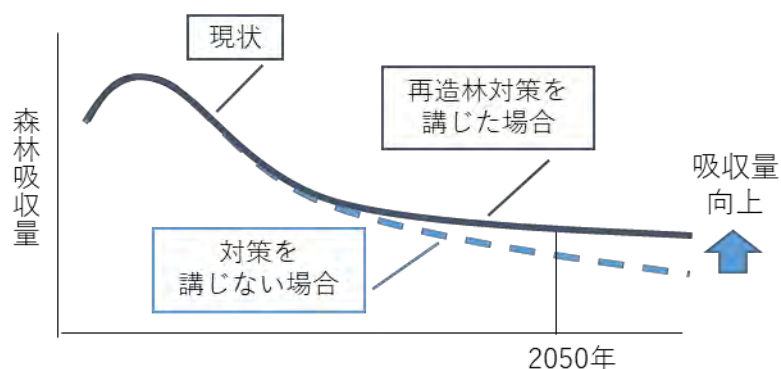 現状
再造林対策を
講じた場合
森林吸収量
吸収量
向上
対策を
講じない場合
2050年